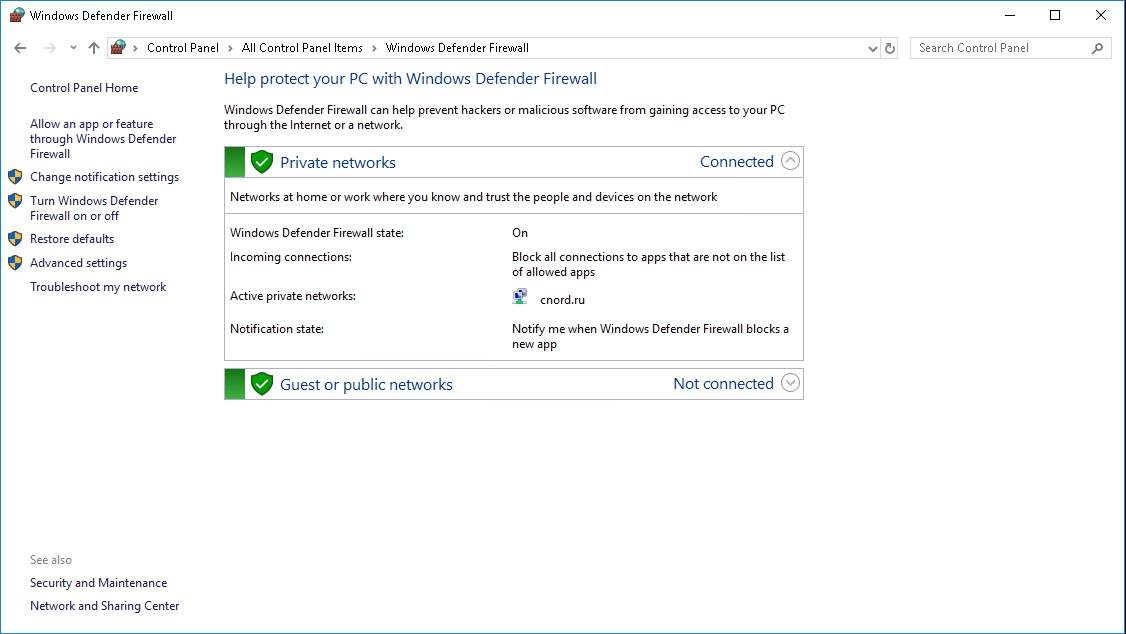 Windows Defender Firewall
Control Panel › All Control Panel Items › Windows Defender Firewall
Search Control Panel
Control Panel Home
Allow an app or feature
through Windows Defender
Firewall
Change notification settings
Turn Windows Defender
Firewall on or off
Restore defaults
Advanced settings
Troubleshoot my network
Help protect your PC with Windows Defender Firewall
Windows Defender Firewall can help prevent hackers or malicious software from gaining access to your PC
through the Internet or a network.
Private networks Connected
Networks at home or work where you know and trust the people and devices on the network
Windows Defender Firewall state: On
Incoming connections: Block all connections to apps that are not on the list
of allowed apps
Active private networks: cnord.ru
Notification state: Notify me when Windows Defender Firewall blocks a
new app
Guest or public networks Not connected
See also
Security and Maintenance
Network and Sharing Center